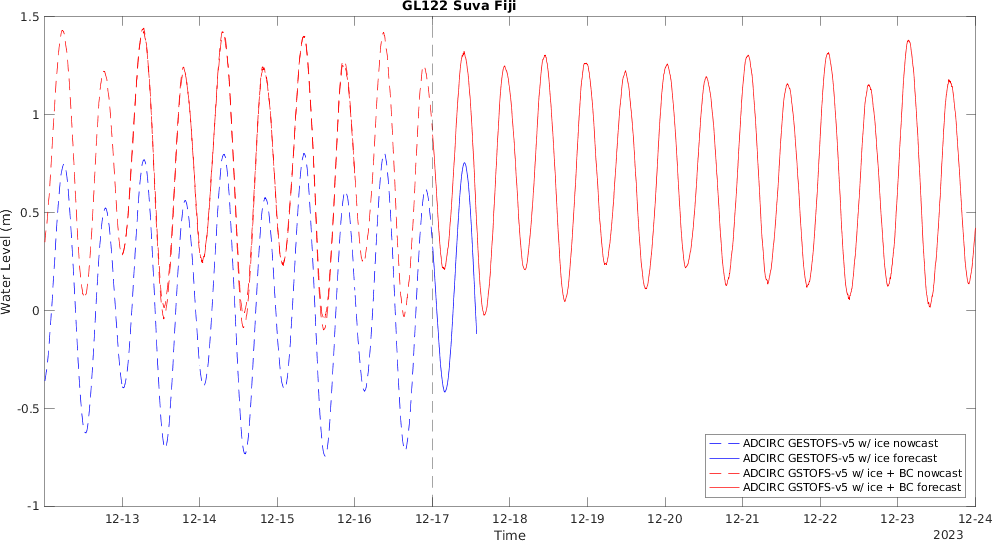 GL122 Suva Fiji
Water Level (m)
1.5
1
0.5
0
-0.5
-1
12-13 12-14 12-15 12-16 12-17 12-18 12-19 12-20 12-21 12-22 12-23 12-24
Time
2023
ADCIRC GESTOFS-v5 w/ ice nowcast
ADCIRC GESTOFS-v5 w/ ice forecast
ADCIRC GSTOFS-v5 w/ ice + BC nowcast
ADCIRC GSTOFS-v5 w/ ice + BC forecast